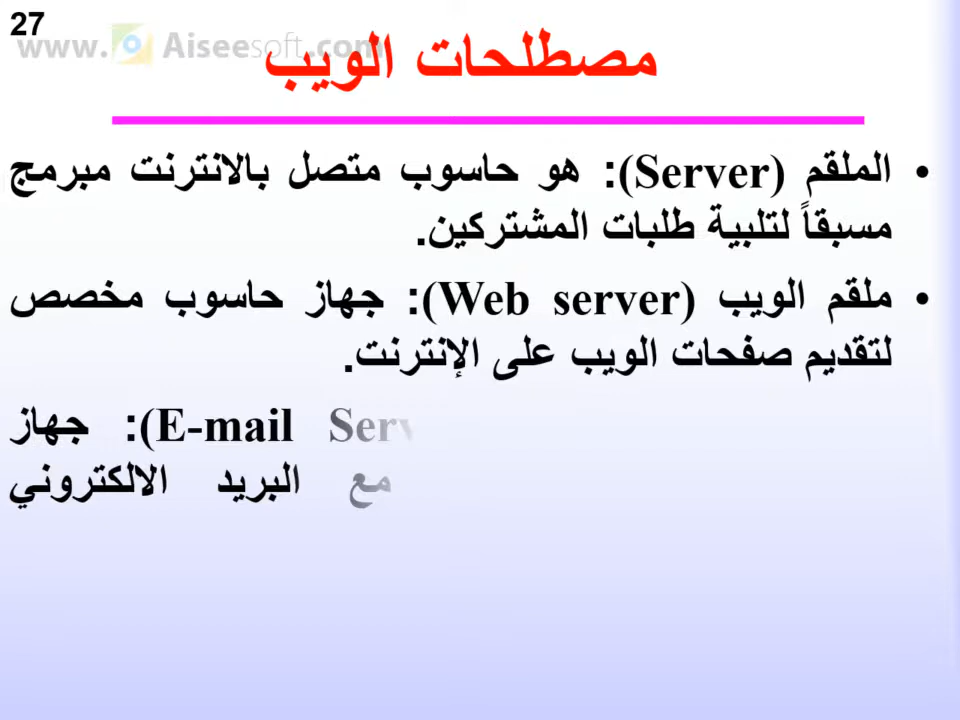 27
www.Aiseesoft.com
مصطلحات الويب
• الملقم (Server): هو حاسوب متصل بالانترنت مبرمج
مسبقاً لتلبية طلبات المشتركين.
• ملقم الويب (Web server): جهاز حاسوب مخصص
لتقديم صفحات الويب على الإنترنت.
E-mail Serv): جهاز
مع البريد الالكتروني